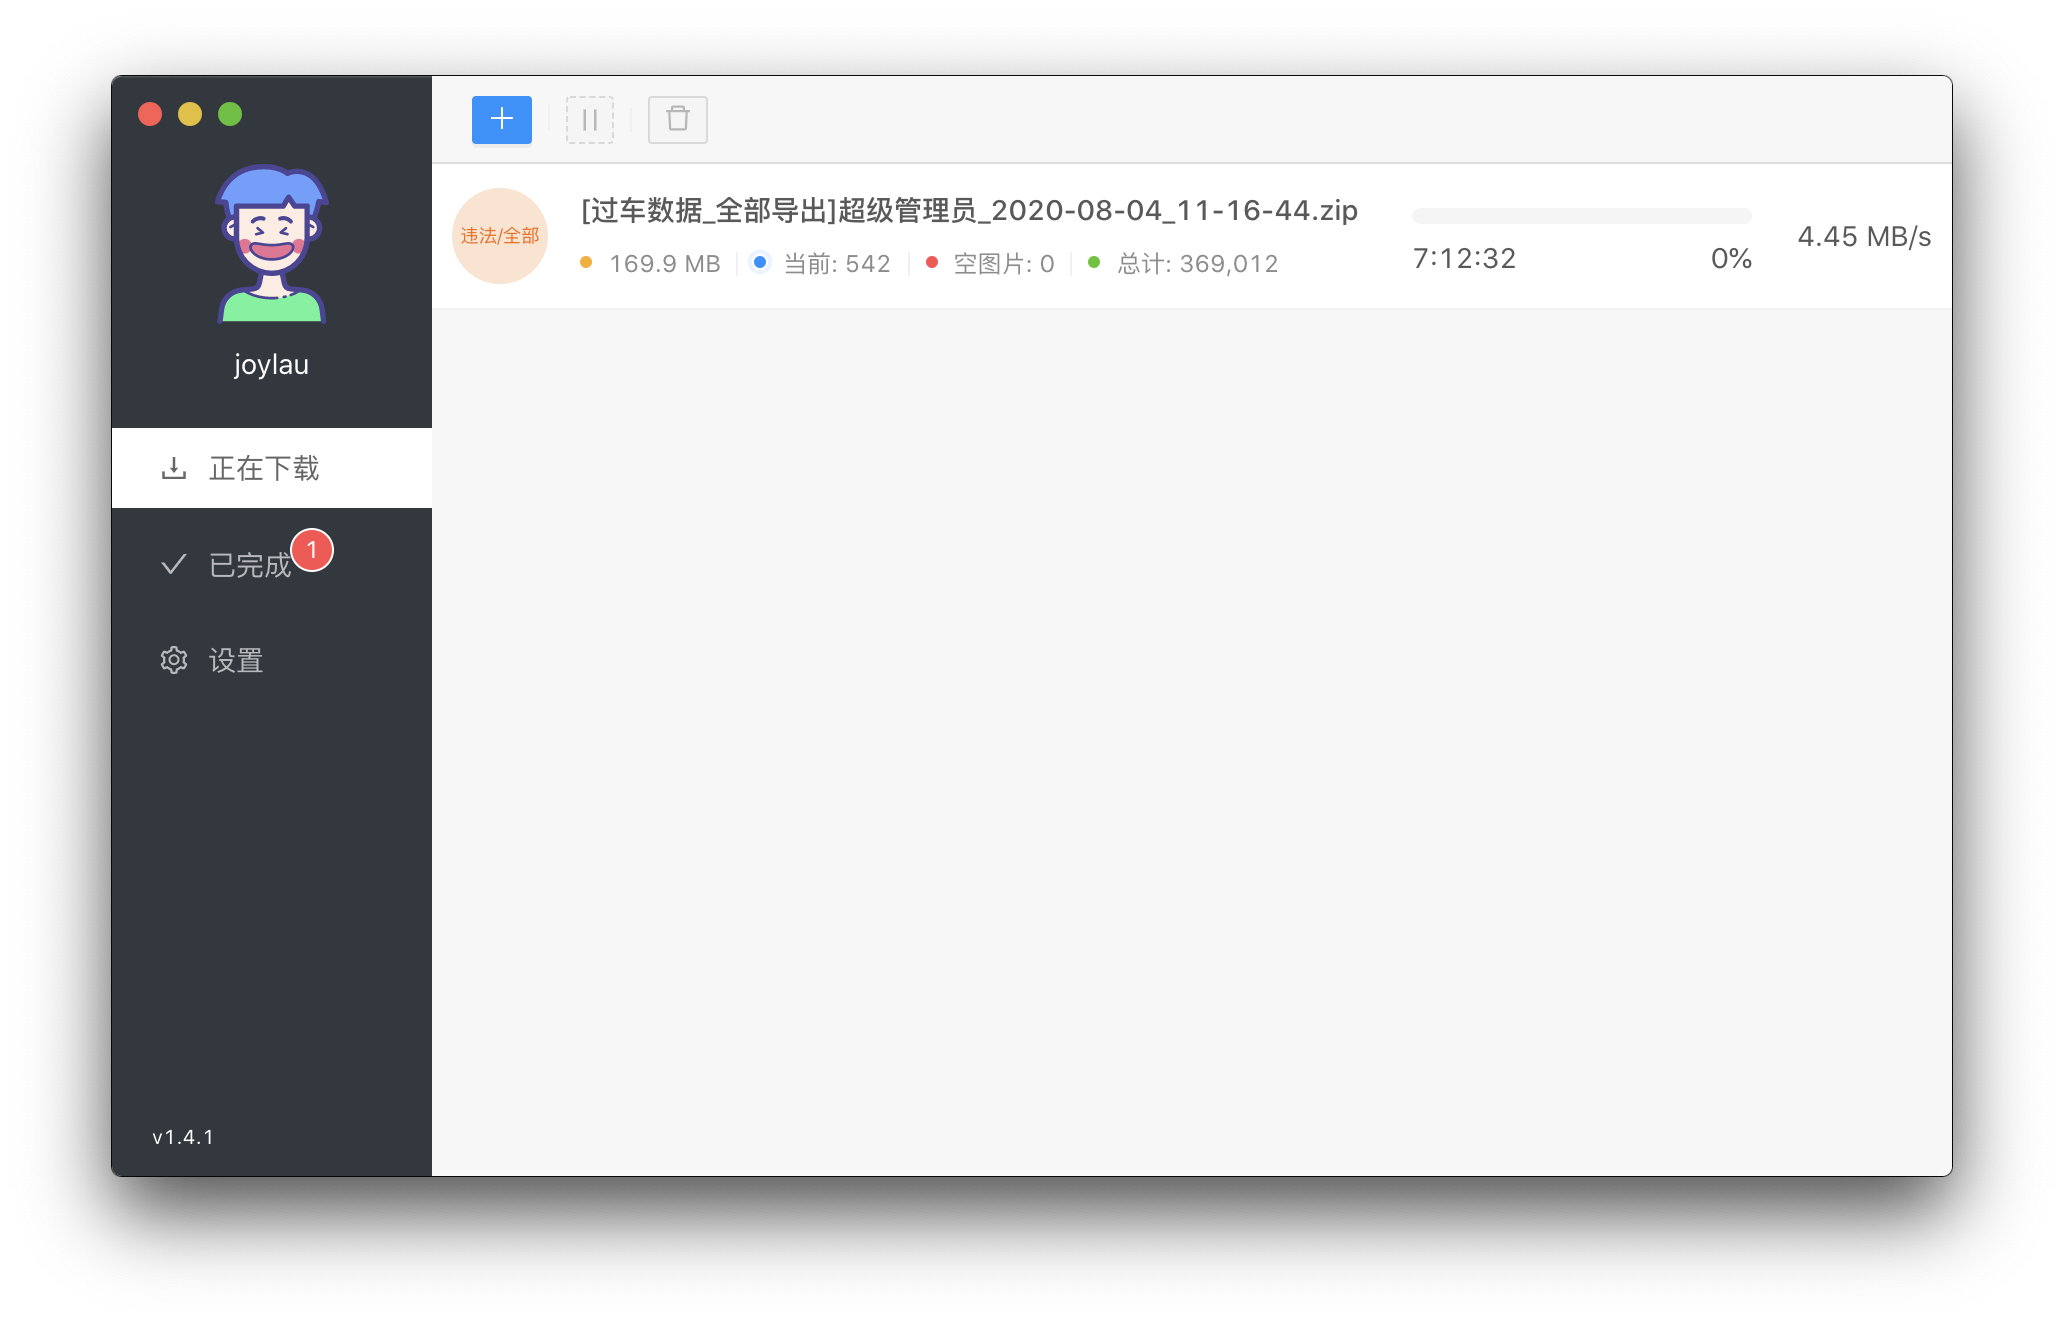 joylau
正在下载
已完成 1
设置
v1.4.1
违法/全部
[过车数据_全部导出]超级管理员_2020-08-04_11-16-44.zip
169.9 MB 当前: 542 空图片: 0 总计: 369,012
7:12:32 0%
4.45 MB/s